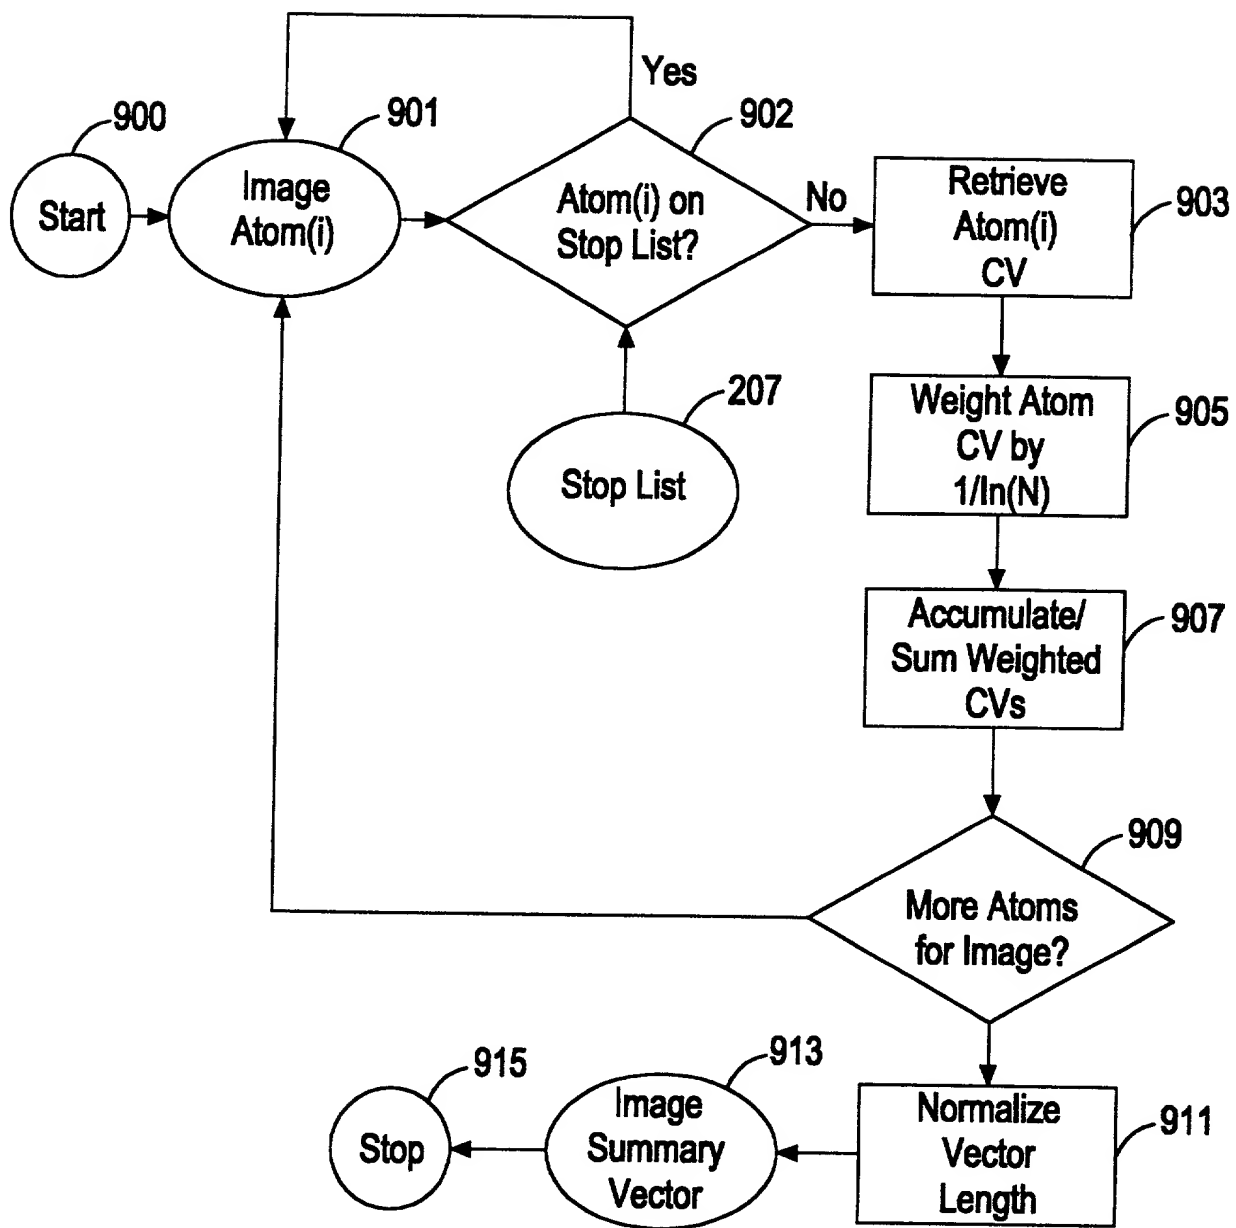 Yes
900
901
902
Start
Image
Atom(i)
Atom(i) on
Stop List?
No
Retrieve
Atom(i)
CV
903
207
Stop List
Weight Atom
CV by
1/ln(N)
905
Accumulate/
Sum Weighted
CVs
907
909
More Atoms
for Image?
915
Stop
913
Image
Summary
Vector
Normalize
Vector
Length
911